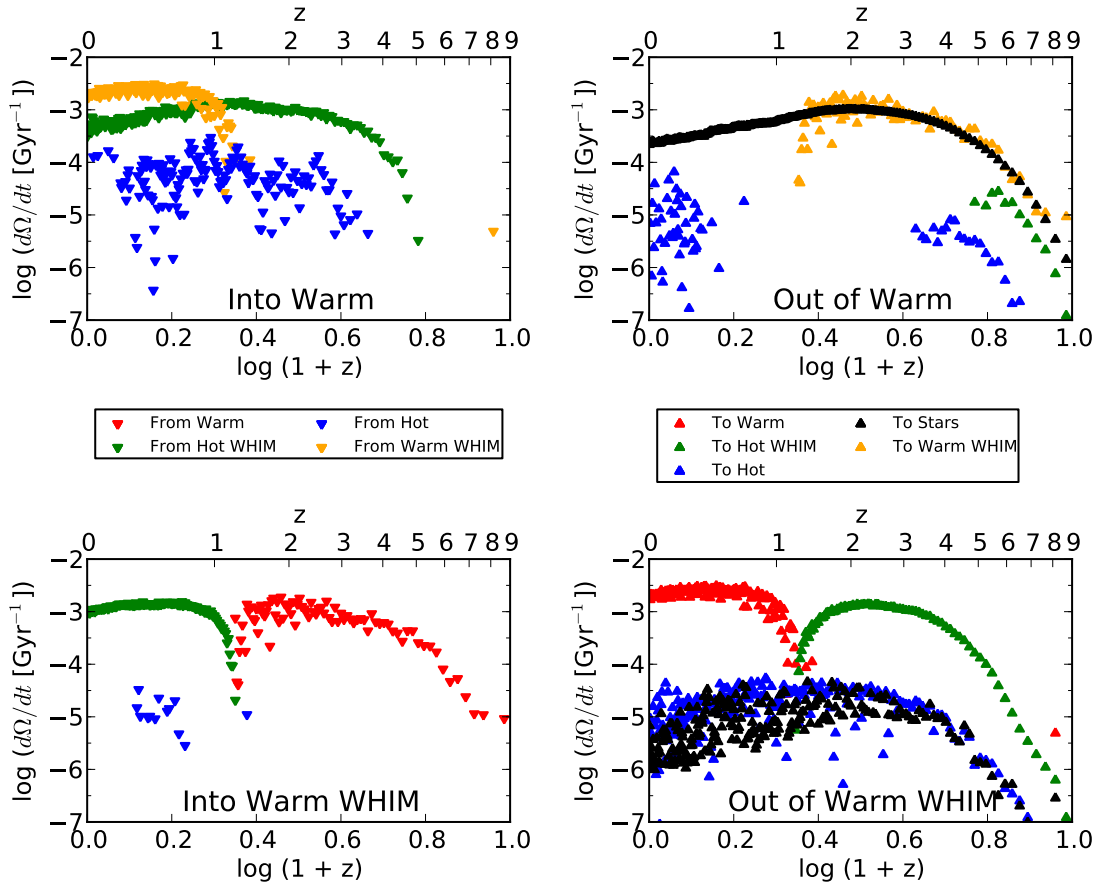 z z
0 1 2 3 4 5 6 7 8 9 0 1 2 3 4 5 6 7 8 9
log (dΩ/dt [Gyr⁻¹]) log (dΩ/dt [Gyr⁻¹])
−2 −2
−3 −3
−4 −4
−5 −5
−6 −6
−7 −7
Into Warm Out of Warm
0.0 0.2 0.4 0.6 0.8 1.0 0.0 0.2 0.4 0.6 0.8 1.0
log (1 + z) log (1 + z)
From Warm From Hot
From Hot WHIM From Warm WHIM
To Warm To Stars
To Hot WHIM To Warm WHIM
To Hot
z z
0 1 2 3 4 5 6 7 8 9 0 1 2 3 4 5 6 7 8 9
log (dΩ/dt [Gyr⁻¹]) log (dΩ/dt [Gyr⁻¹])
−2 −2
−3 −3
−4 −4
−5 −5
−6 −6
−7 −7
Into Warm WHIM Out of Warm WHIM
0.0 0.2 0.4 0.6 0.8 1.0 0.0 0.2 0.4 0.6 0.8 1.0
log (1 + z) log (1 + z)